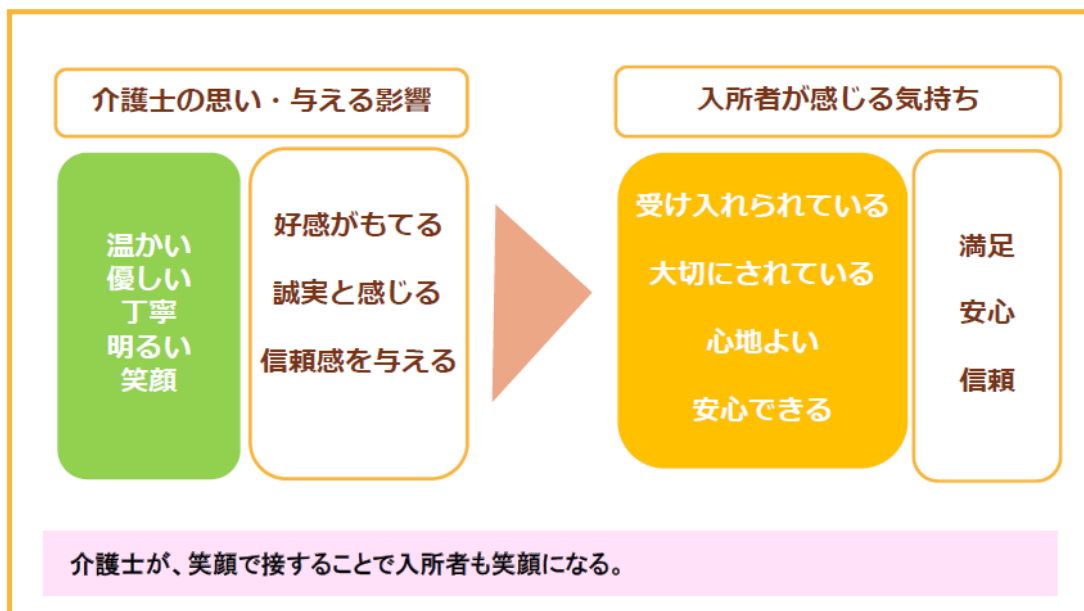 介護士の思い・与える影響
温かい
優しい
丁寧
明るい
笑顔
好感がもてる
誠実と感じる
信頼感を与える
入所者が感じる気持ち
受け入れられている
大切にされている
心地よい
安心できる
満足
安心
信頼
介護士が、笑顔で接することで入所者も笑顔になる。